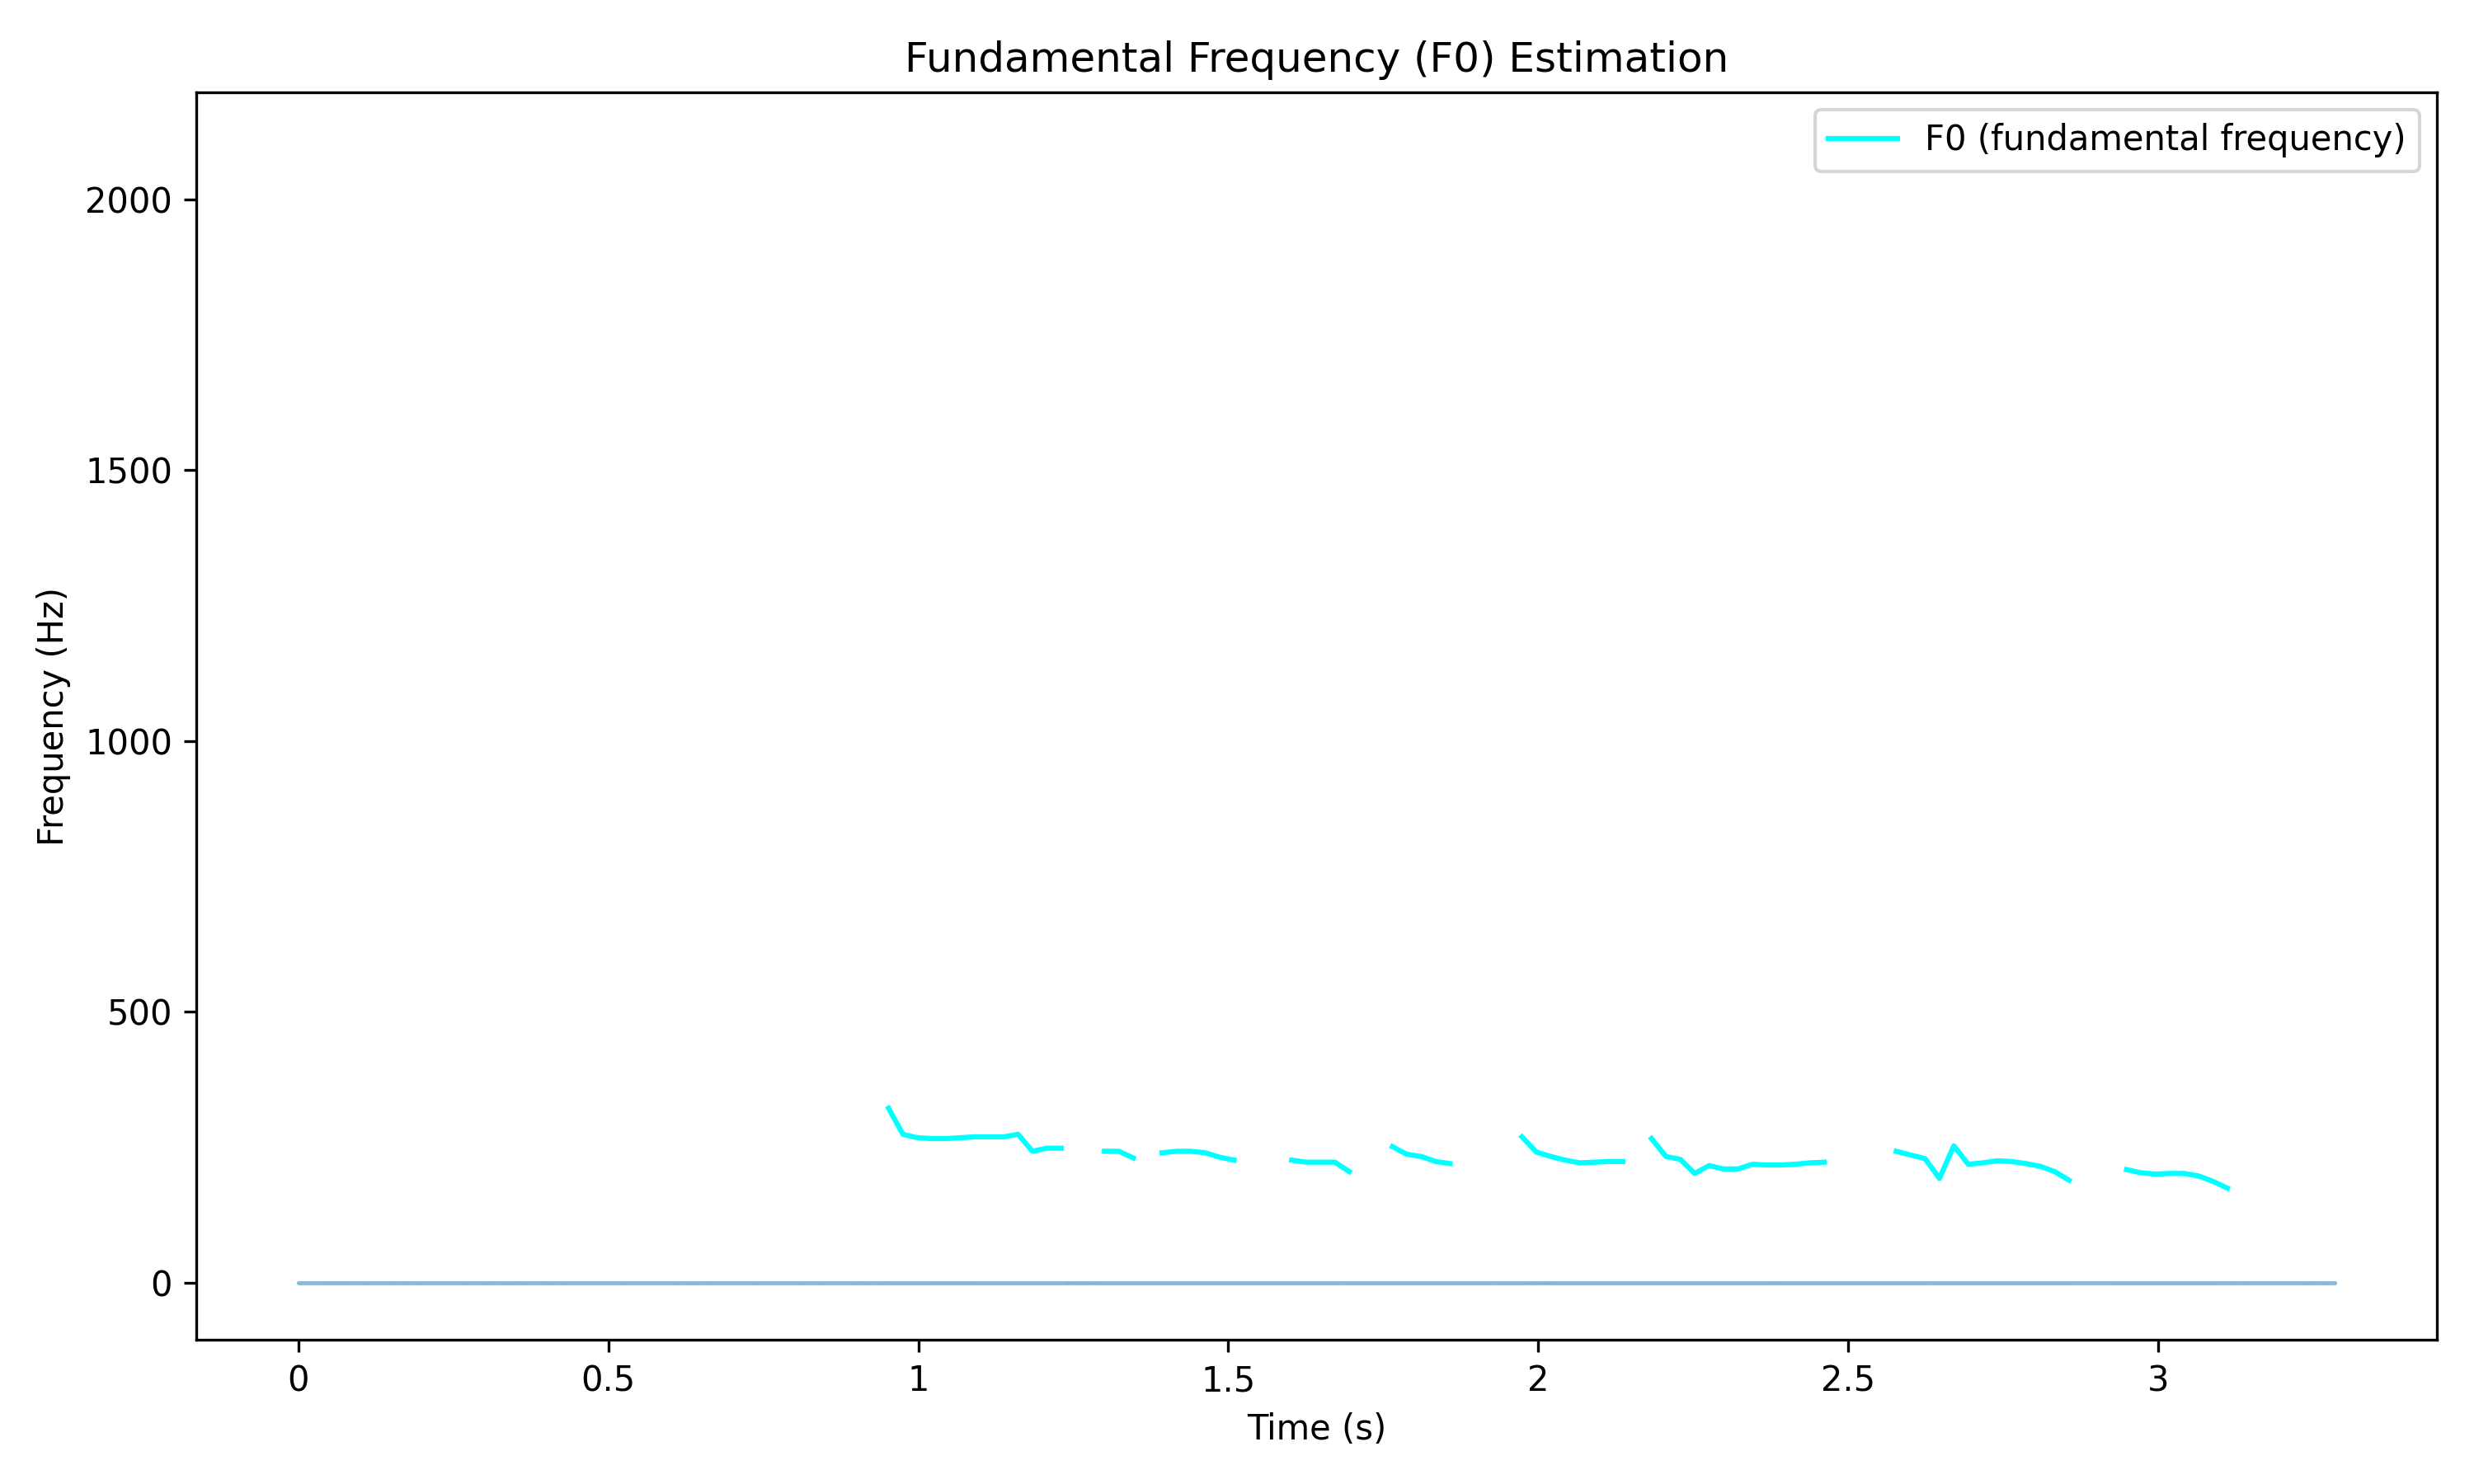 Fundamental Frequency (F0) Estimation
F0 (fundamental frequency)
2000
1500
1000
500
0
Frequency (Hz)
0 0.5 1 1.5 2 2.5 3
Time (s)